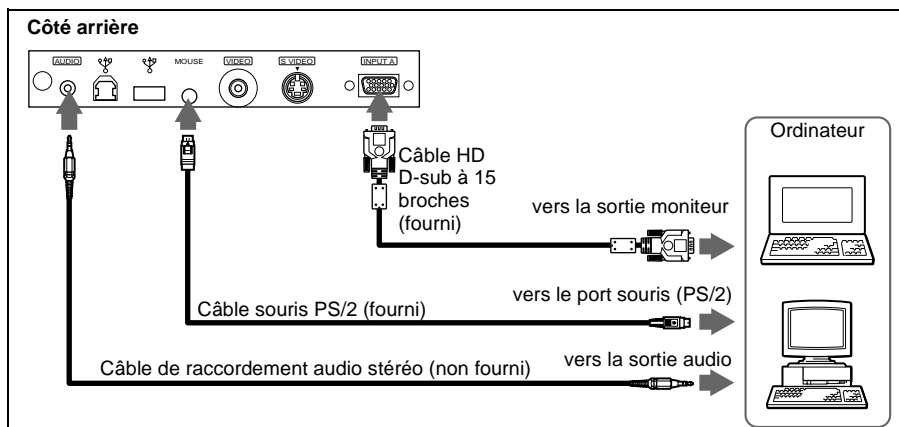 Côté arrière
AUDIO
MOUSE
VIDEO
S VIDEO
INPUT A
Ordinateur
Câble HD
D-sub à 15
broches
(fourni)
vers la sortie moniteur
vers le port souris (PS/2)
Câble souris PS/2 (fourni)
vers la sortie audio
Câble de raccordement audio stéréo (non fourni)